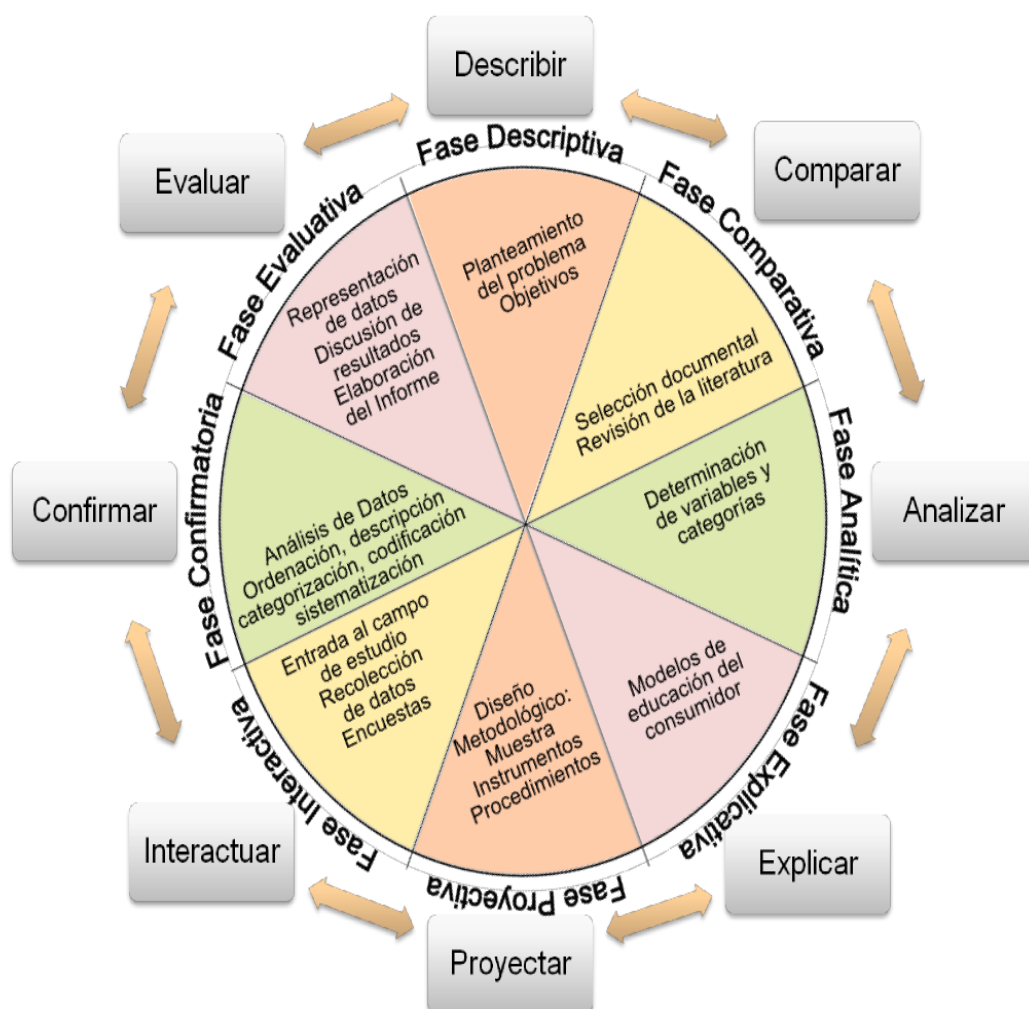 Describir
Comparar
Analizar
Explicar
Proyectar
Interactuar
Confirmar
Evaluar
Fase Descriptiva
Planteamiento
del problema
Objetivos
Fase Comparativa
Selección documental
Revisión de la literatura
Fase Analítica
Determinación
de variables y
categorías
Fase Explicativa
Modelos de
educación del
consumidor
Fase Proyectiva
Diseño
Metodológico:
Muestra
Instrumentos
Procedimientos
Fase Interactiva
Entrada al campo
de estudio
Recolección
de datos
Encuestas
Fase Confirmatoria
Análisis de Datos
Ordenación, descripción
categorización, codificación
sistematización
Fase Evaluativa
Representación
de datos
Discusión de
resultados
Elaboración
del Informe